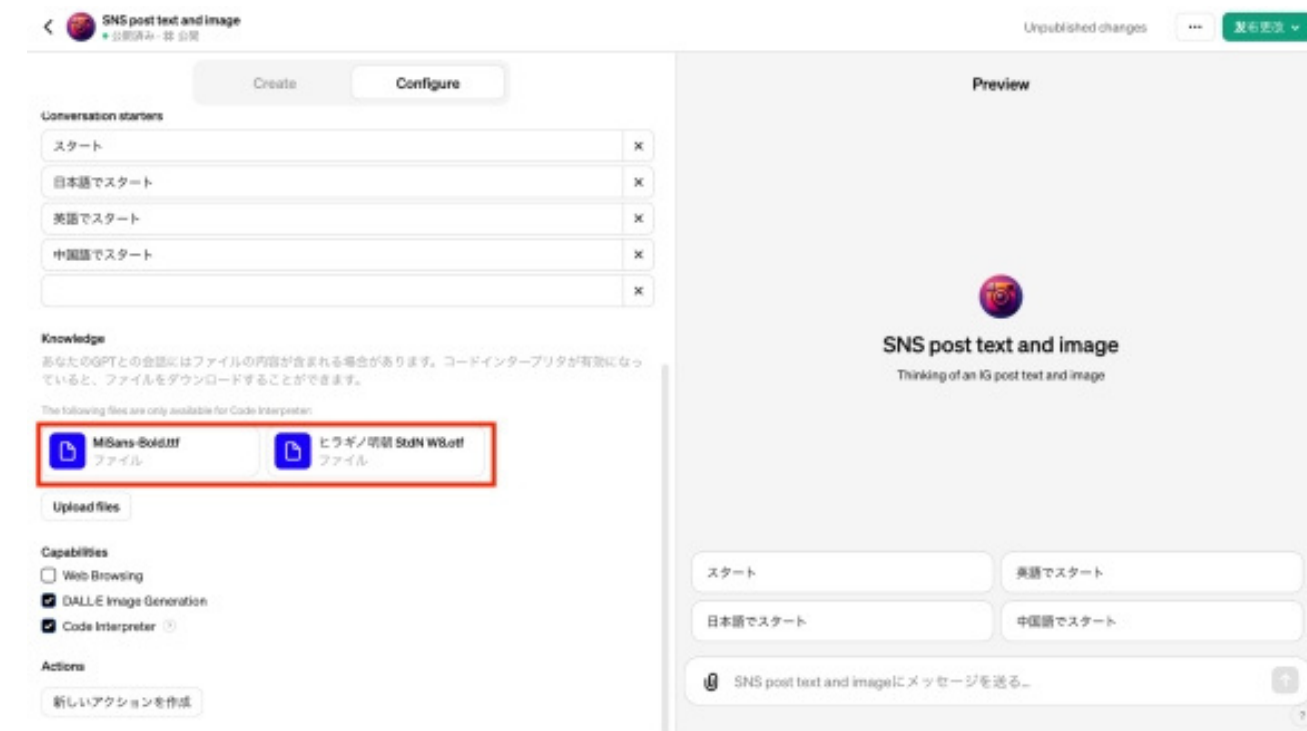 SNS post text and image
公開済み・公開
Unpublished changes
发布更改
Create
Configure
Preview
Conversation starters
スタート
日本語でスタート
英語でスタート
中国語でスタート
Knowledge
あなたのGPTとの会話にはファイルの内容が含まれる場合があります。コードインタープリタが有効になっ
ていると、ファイルをダウンロードすることができます。
The following files are only available for Code Interpreter:
MiSans-Bold.ttf
ファイル
ヒラギノ明朝 StdN W8.otf
ファイル
Upload files
Capabilities
Web Browsing
DALL·E Image Generation
Code Interpreter ?
Actions
新しいアクションを作成
SNS post text and image
Thinking of an IG post text and image
スタート
英語でスタート
日本語でスタート
中国語でスタート
SNS post text and imageにメッセージを送る…
?